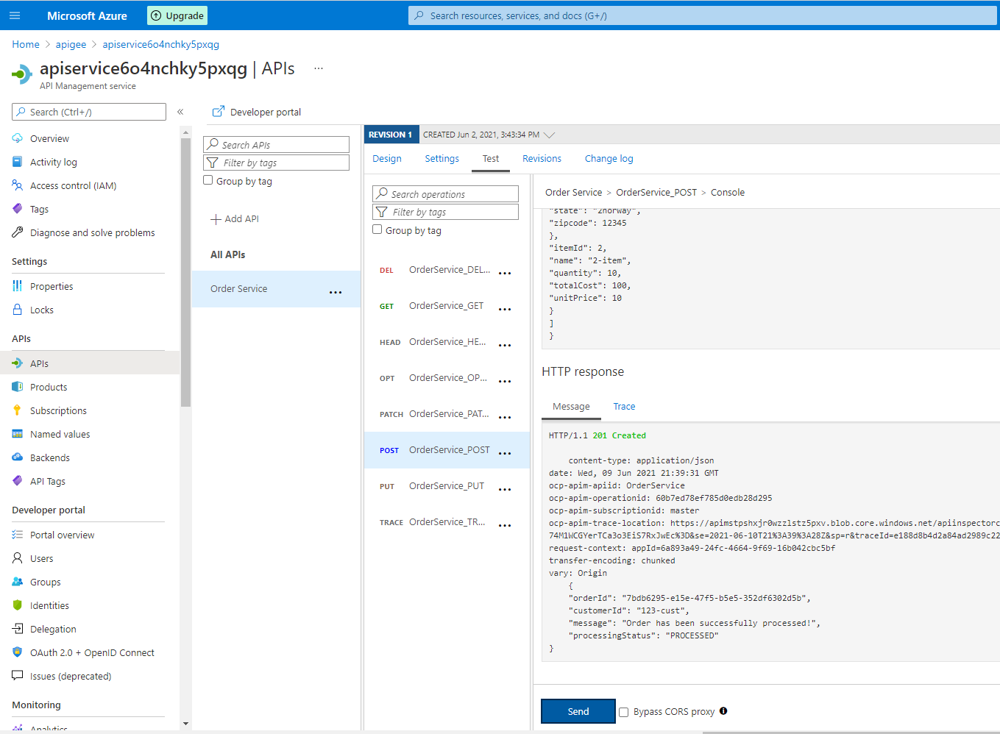 Microsoft Azure
Upgrade
Search resources, services, and docs (G+/)
Home > apigee > apiservice6o4nchky5pxqg
apiservice6o4nchky5pxqg | APIs ...
API Management service
Search (Ctrl+/)
«
Overview
Activity log
Access control (IAM)
Tags
Diagnose and solve problems
Settings
Properties
Locks
APIs
APIs
Products
Subscriptions
Named values
Backends
API Tags
Developer portal
Portal overview
Users
Groups
Identities
Delegation
OAuth 2.0 + OpenID Connect
Issues (deprecated)
Monitoring
Analytics
Developer portal
Search APIs
Filter by tags
Group by tag
+ Add API
All APIs
Order Service ...
REVISION 1 CREATED Jun 2, 2021, 3:43:34 PM
Design Settings Test Revisions Change log
Search operations
Filter by tags
Group by tag
DEL OrderService_DEL... ...
GET OrderService_GET ...
HEAD OrderService_HE... ...
OPT OrderService_OP... ...
PATCH OrderService_PAT... ...
POST OrderService_POST ...
PUT OrderService_PUT ...
TRACE OrderService_TR... ...
Order Service > OrderService_POST > Console
"state": "2norway",
"zipcode": 12345
},
"itemId": 2,
"name": "2-item",
"quantity": 10,
"totalCost": 100,
"unitPrice": 10
}
]
}
HTTP response
Message Trace
HTTP/1.1 201 Created
content-type: application/json
date: Wed, 09 Jun 2021 21:39:31 GMT
ocp-apim-apiid: OrderService
ocp-apim-operationid: 60b7ed78ef785d0edb28d295
ocp-apim-subscriptionid: master
ocp-apim-trace-location: https://apimstpshxjr0wzzlstz5pxv.blob.core.windows.net/apiinspectorc
74M1WCGYerTCa3o3EiS7RxJwEc%3D&se=2021-06-10T21%3A39%3A28Z&sp=r&traceId=e188d8b4d2a84ad2989c22
request-context: appId=6a893a49-24fc-4664-9f69-16b042cbc5bf
transfer-encoding: chunked
vary: Origin
{
"orderId": "7bdb6295-e15e-47f5-b5e5-352df6302d5b",
"customerId": "123-cust",
"message": "Order has been successfully processed!",
"processingStatus": "PROCESSED"
}
Send
Bypass CORS proxy